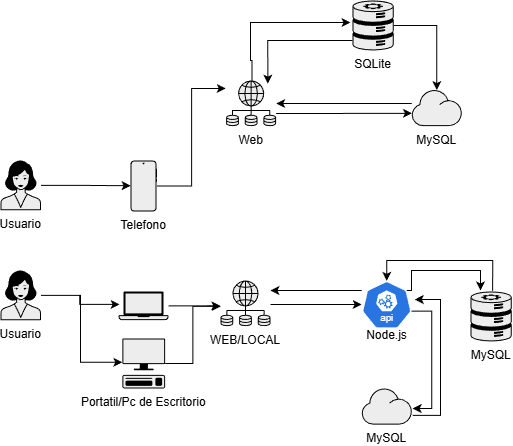 SQLite
Web
MySQL
Usuario
Telefono
Usuario
WEB/LOCAL
api
Node.js
MySQL
Portatil/Pc de Escritorio
MySQL